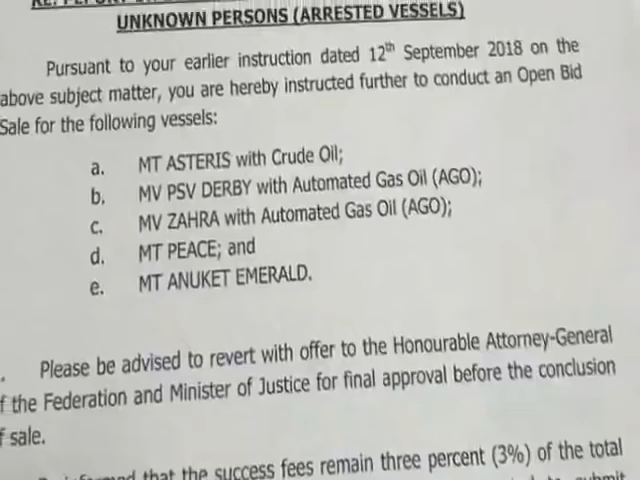 UNKNOWN PERSONS (ARRESTED VESSELS)
Pursuant to your earlier instruction dated 12th September 2018 on the
above subject matter, you are hereby instructed further to conduct an Open Bid
Sale for the following vessels:
a. MT ASTERIS with Crude Oil;
b. MV PSV DERBY with Automated Gas Oil (AGO);
c. MV ZAHRA with Automated Gas Oil (AGO);
d. MT PEACE; and
e. MT ANUKET EMERALD.
Please be advised to revert with offer to the Honourable Attorney-General
f the Federation and Minister of Justice for final approval before the conclusion
f sale.
that the success fees remain three percent (3%) of the total
submit